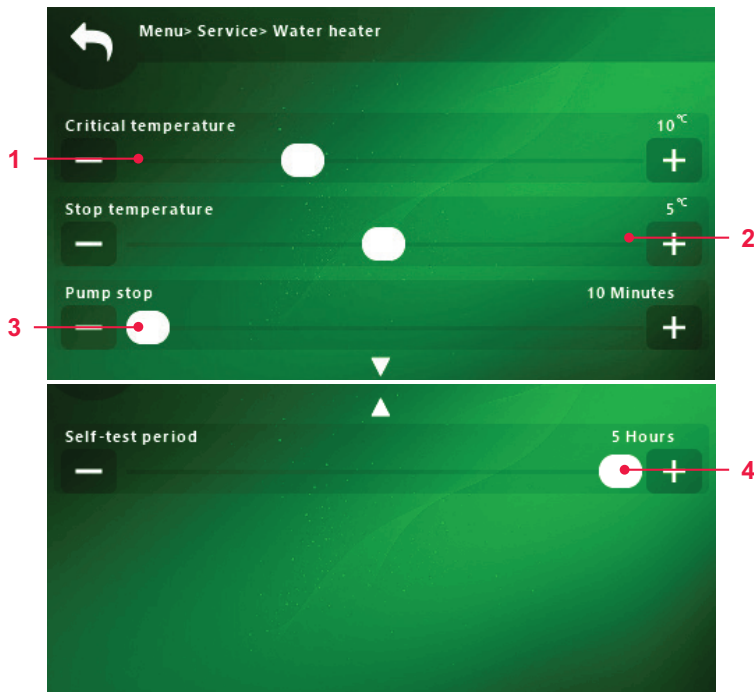 Menu> Service> Water heater
Critical temperature 10°C
1
Stop temperature 5°C
2
Pump stop 10 Minutes
3
Self-test period 5 Hours
4